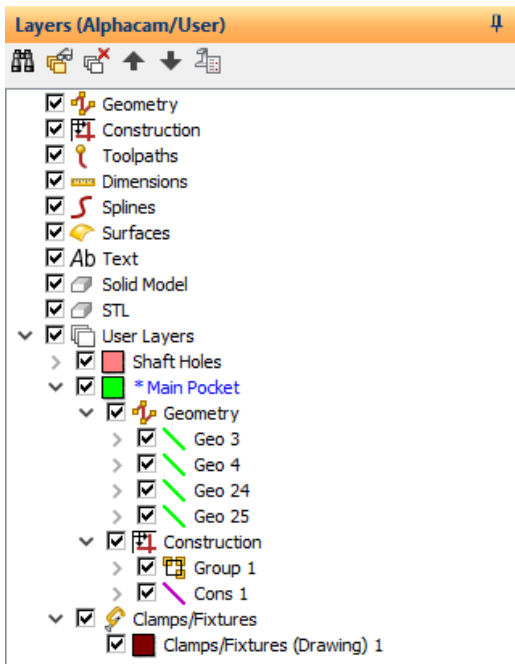 Layers (Alphacam/User)
Geometry
Construction
Toolpaths
Dimensions
Splines
Surfaces
Ab Text
Solid Model
STL
User Layers
Shaft Holes
* Main Pocket
Geometry
Geo 3
Geo 4
Geo 24
Geo 25
Construction
Group 1
Cons 1
Clamps/Fixtures
Clamps/Fixtures (Drawing) 1